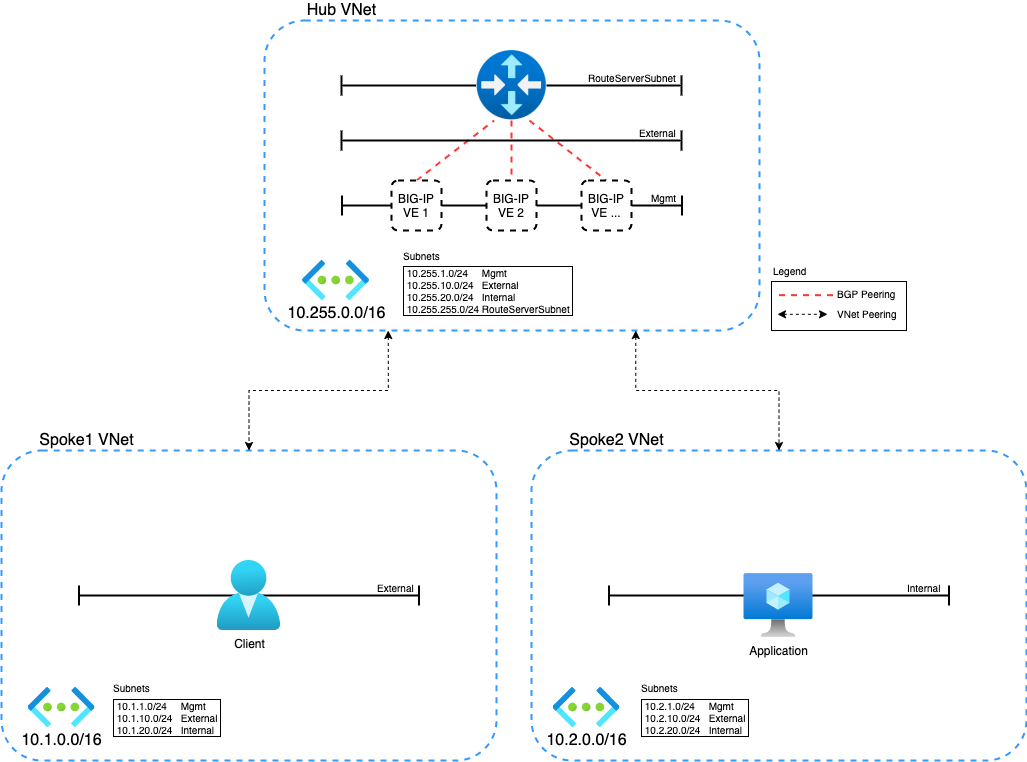 Hub VNet
RouteServerSubnet
External
Mgmt
BIG-IP
VE 1
BIG-IP
VE 2
BIG-IP
VE ...
Subnets
10.255.1.0/24 Mgmt
10.255.10.0/24 External
10.255.20.0/24 Internal
10.255.255.0/24 RouteServerSubnet
10.255.0.0/16
Legend
BGP Peering
VNet Peering
Spoke1 VNet
External
Client
Subnets
10.1.1.0/24 Mgmt
10.1.10.0/24 External
10.1.20.0/24 Internal
10.1.0.0/16
Spoke2 VNet
Internal
Application
Subnets
10.2.1.0/24 Mgmt
10.2.10.0/24 External
10.2.20.0/24 Internal
10.2.0.0/16